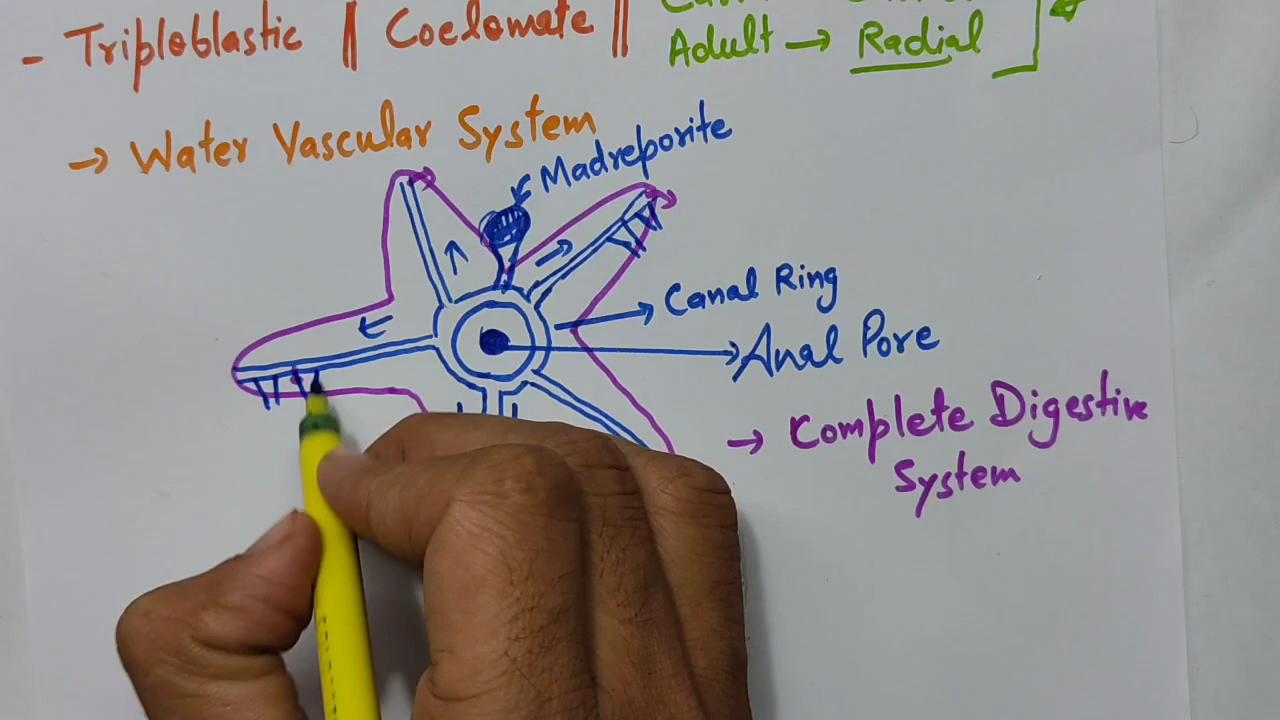 - Triploblastic || Coelomate ||
Adult → Radial
→ Water Vascular System
Madreporite
Canal Ring
Anal Pore
→ Complete Digestive
System